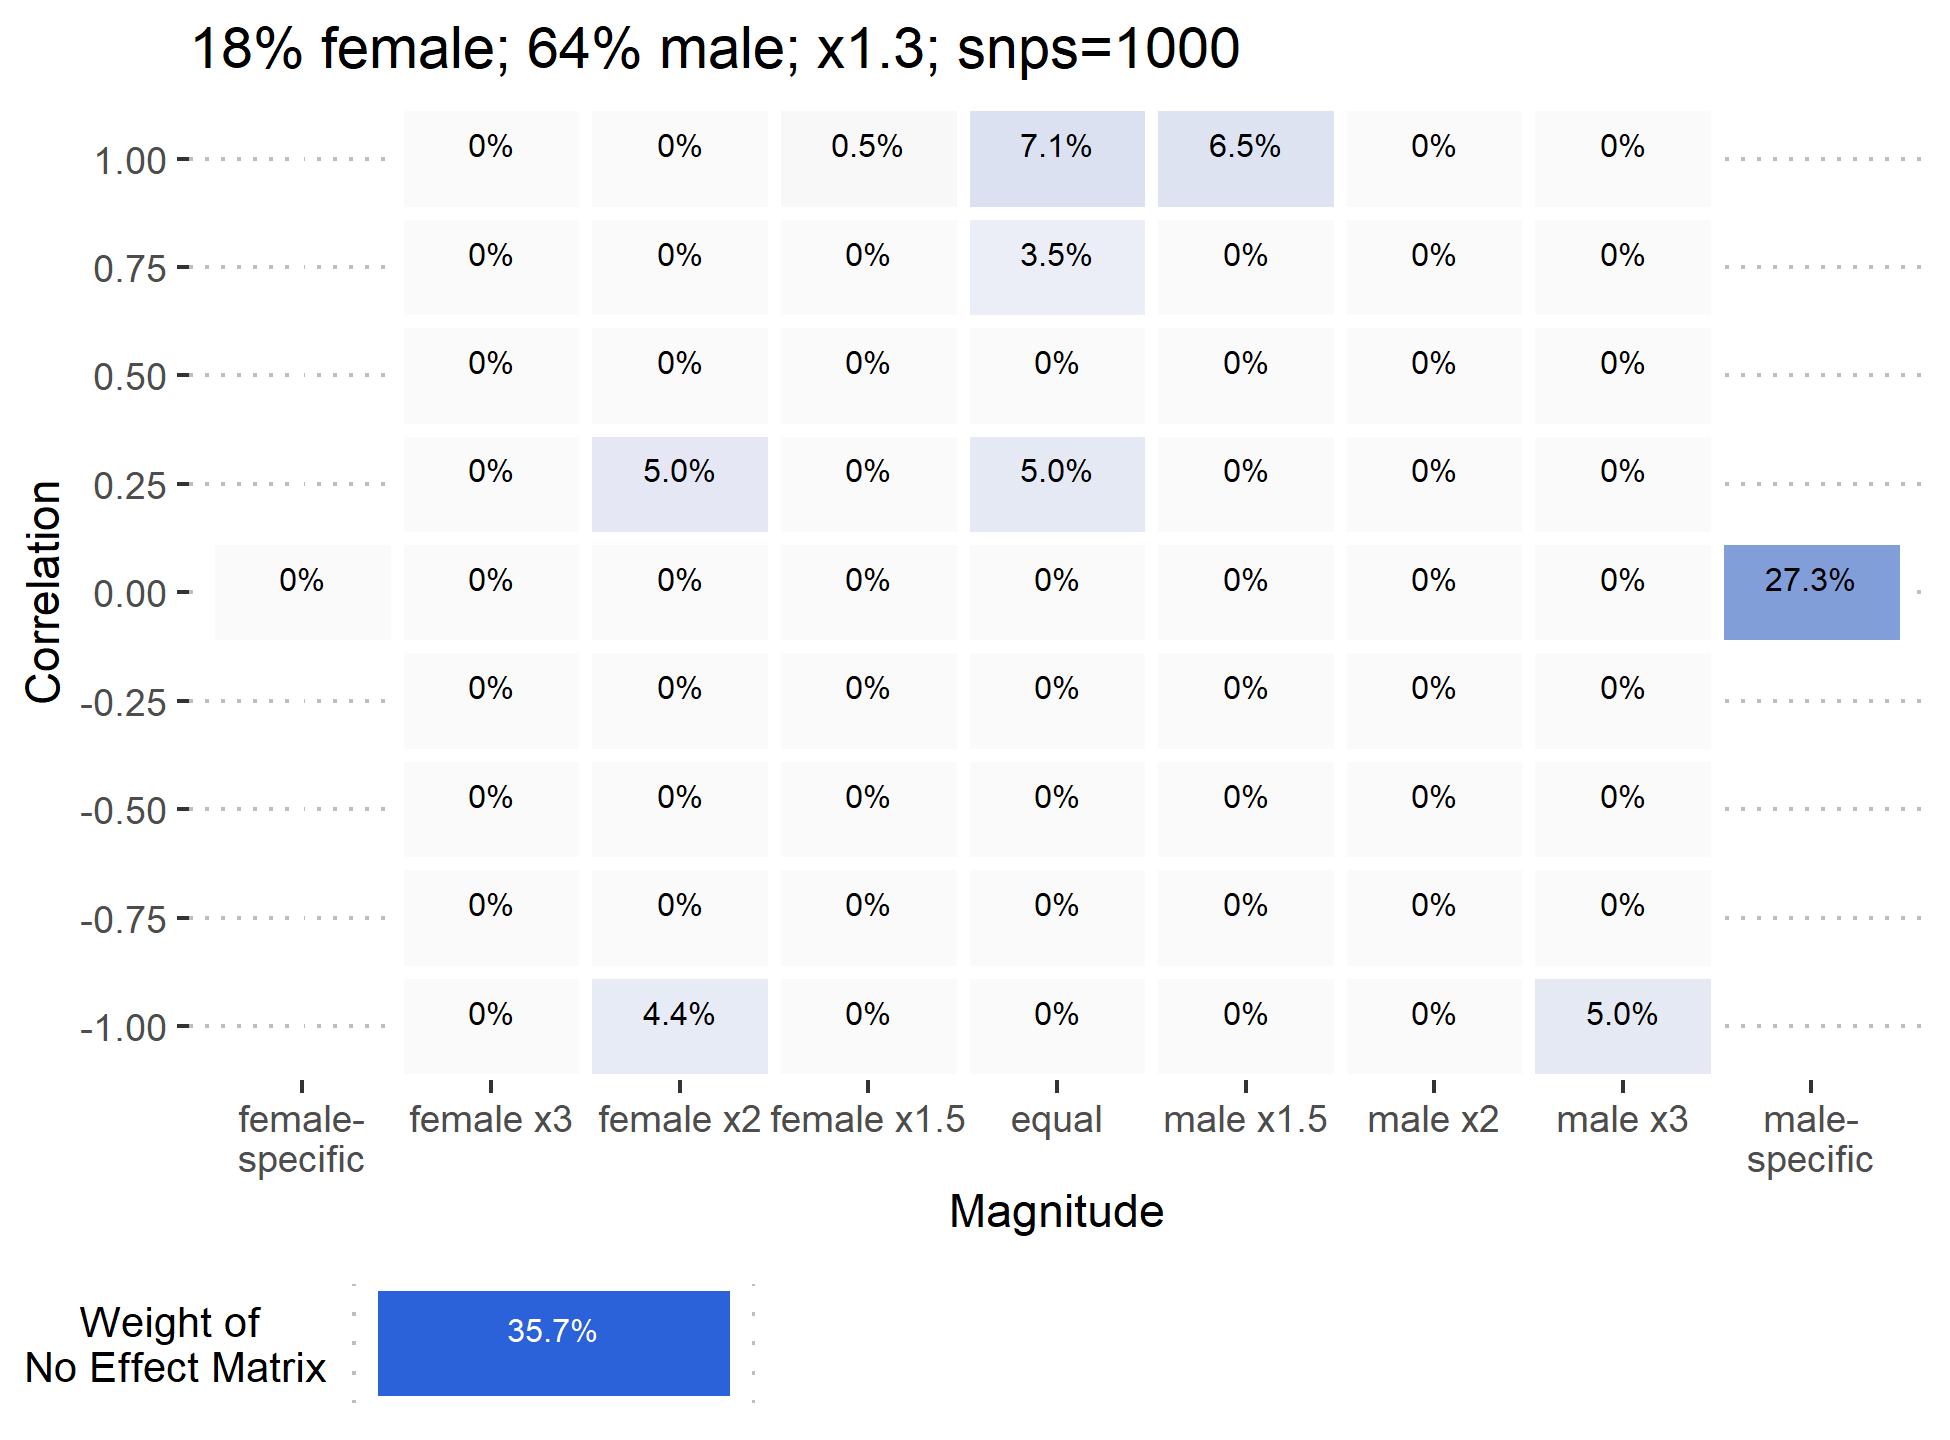 18% female; 64% male; x1.3; snps=1000
Correlation
1.00 0% 0% 0.5% 7.1% 6.5% 0% 0%
0.75 0% 0% 0% 3.5% 0% 0% 0%
0.50 0% 0% 0% 0% 0% 0% 0%
0.25 0% 5.0% 0% 5.0% 0% 0% 0%
0.00 0% 0% 0% 0% 0% 0% 0% 0% 27.3%
-0.25 0% 0% 0% 0% 0% 0% 0%
-0.50 0% 0% 0% 0% 0% 0% 0%
-0.75 0% 0% 0% 0% 0% 0% 0%
-1.00 0% 4.4% 0% 0% 0% 0% 5.0%
female- female x3 female x2 female x1.5 equal male x1.5 male x2 male x3 male-
specific specific
Magnitude
Weight of
No Effect Matrix
35.7%